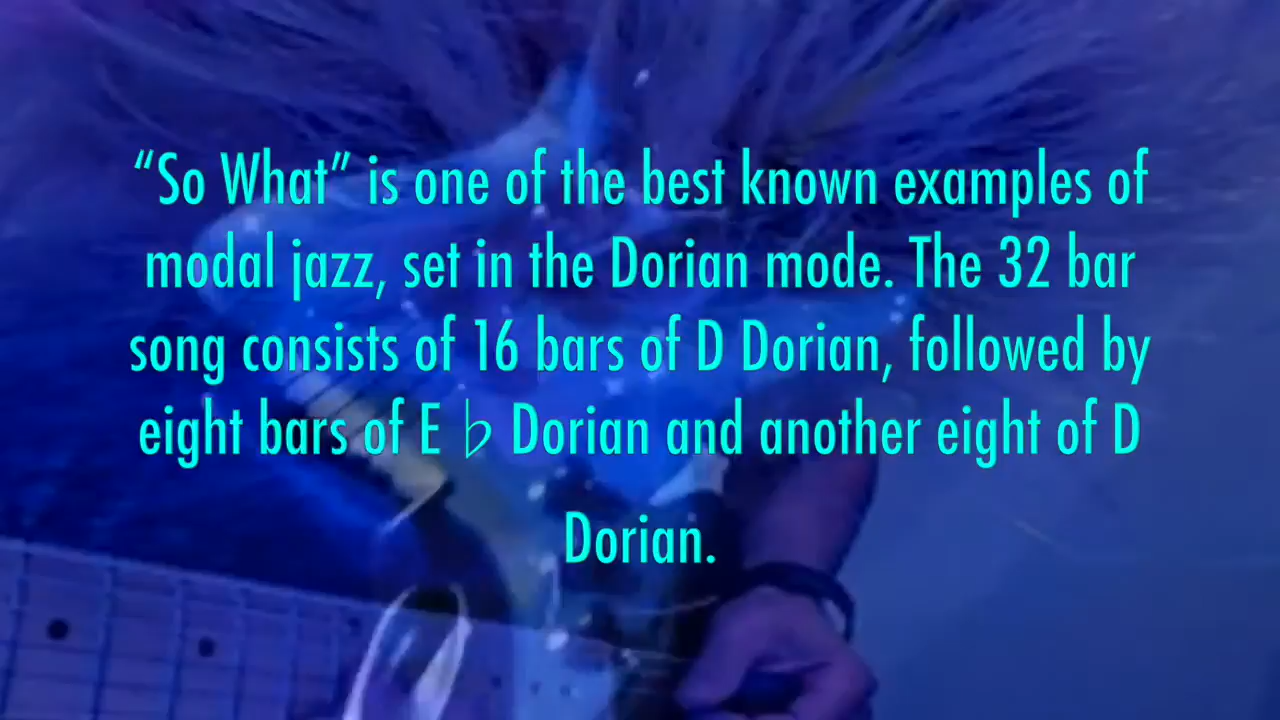 “So What” is one of the best known examples of
modal jazz, set in the Dorian mode. The 32 bar
song consists of 16 bars of D Dorian, followed by
eight bars of E ♭ Dorian and another eight of D
Dorian.